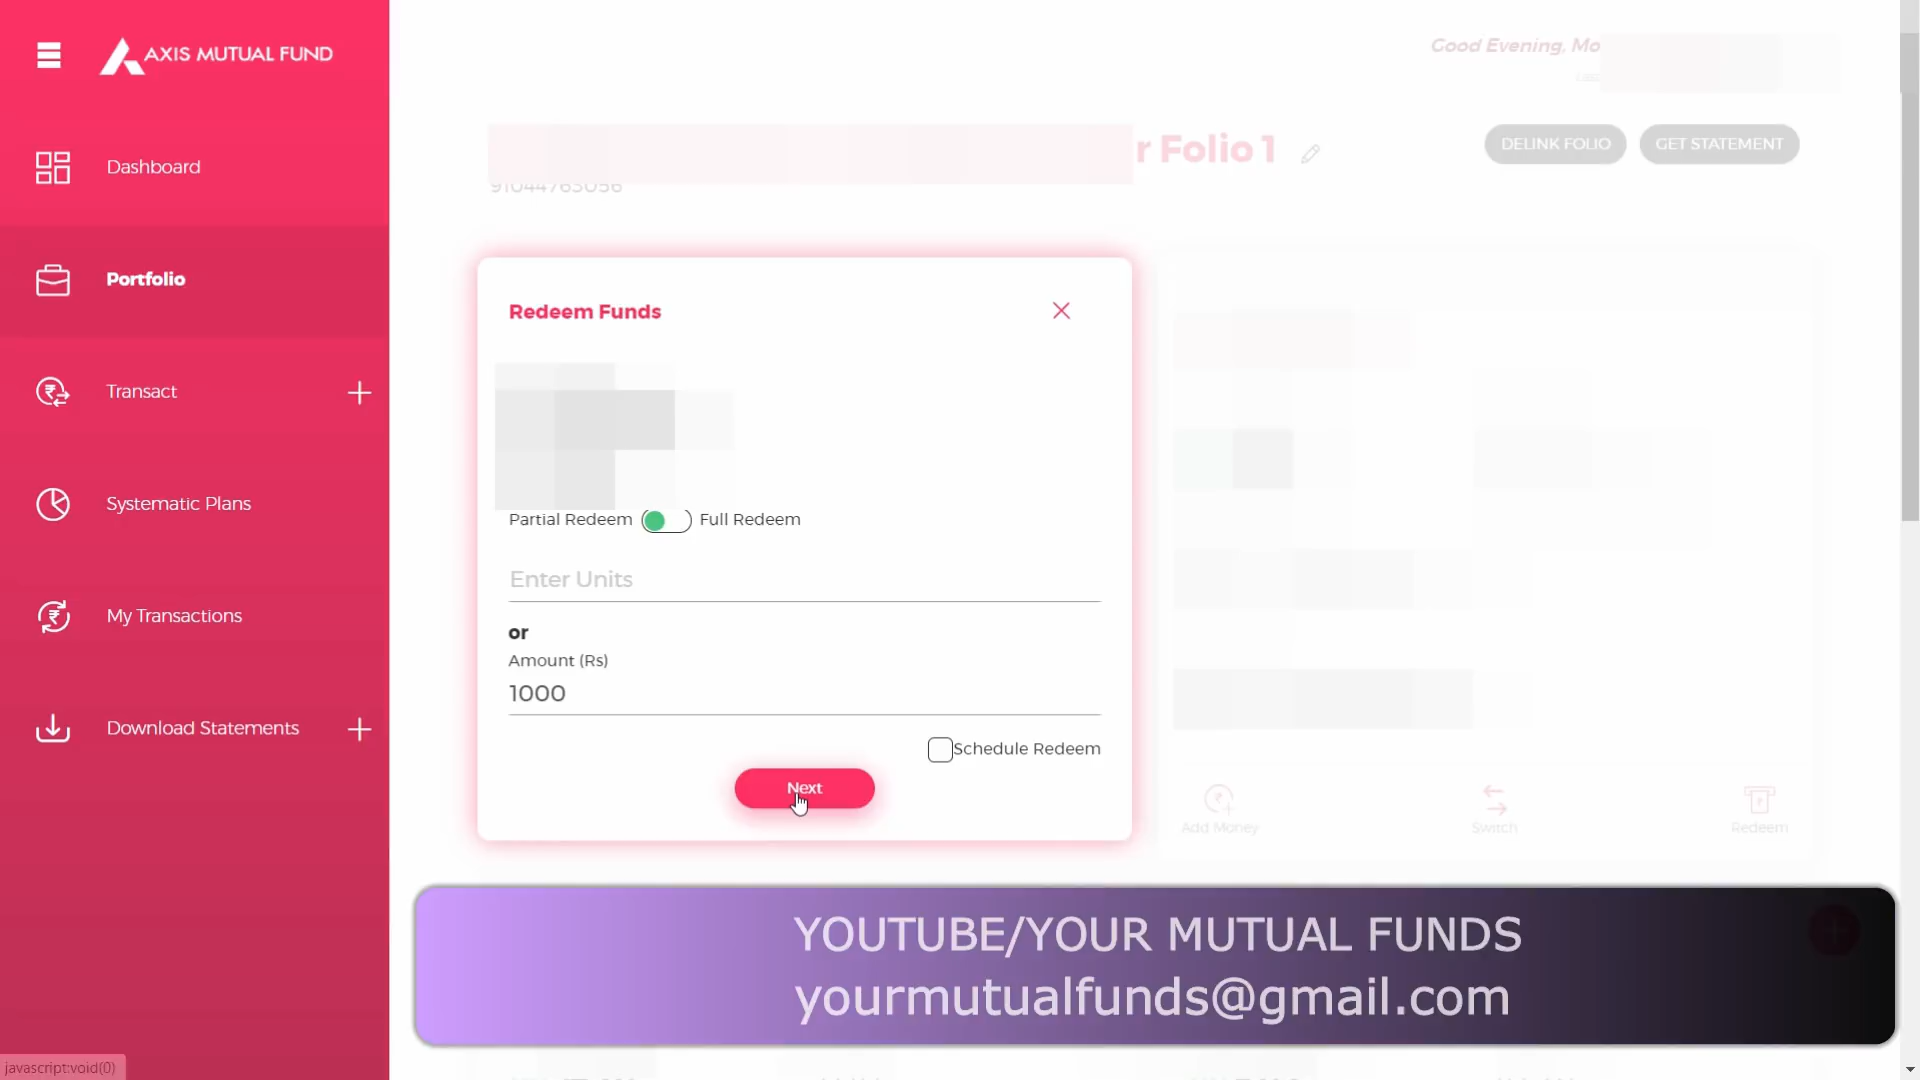 AXIS MUTUAL FUND
Good Evening, Mo
Dashboard
r Folio 1
DELINK FOLIO
GET STATEMENT
91044763056
Portfolio
Redeem Funds
Transact
Partial Redeem
Full Redeem
Systematic Plans
Enter Units
or
Amount (Rs)
1000
My Transactions
Schedule Redeem
Download Statements
Next
Add Money
Switch
Redeem
YOUTUBE/YOUR MUTUAL FUNDS
yourmutualfunds@gmail.com
javascript:void(0)